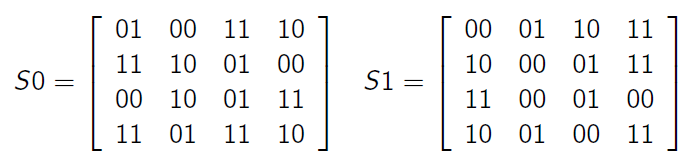 01 00 11 10 00 01 10 11
11 10 01 00 10 00 01 11
S0 = S1 =
00 10 01 11 11 00 01 00
11 01 11 10 10 01 00 11